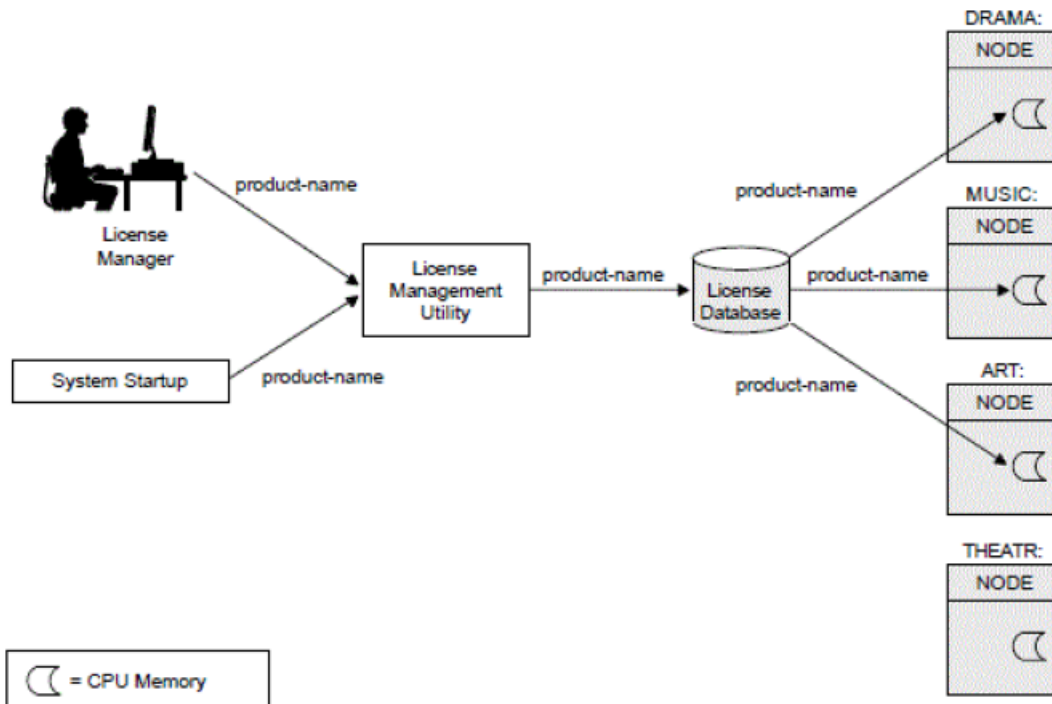 DRAMA:
NODE
product-name
License
Manager
product-name
MUSIC:
NODE
License
Management
Utility
product-name
License
Database
product-name
System Startup
product-name
product-name
ART:
NODE
THEATR:
NODE
= CPU Memory